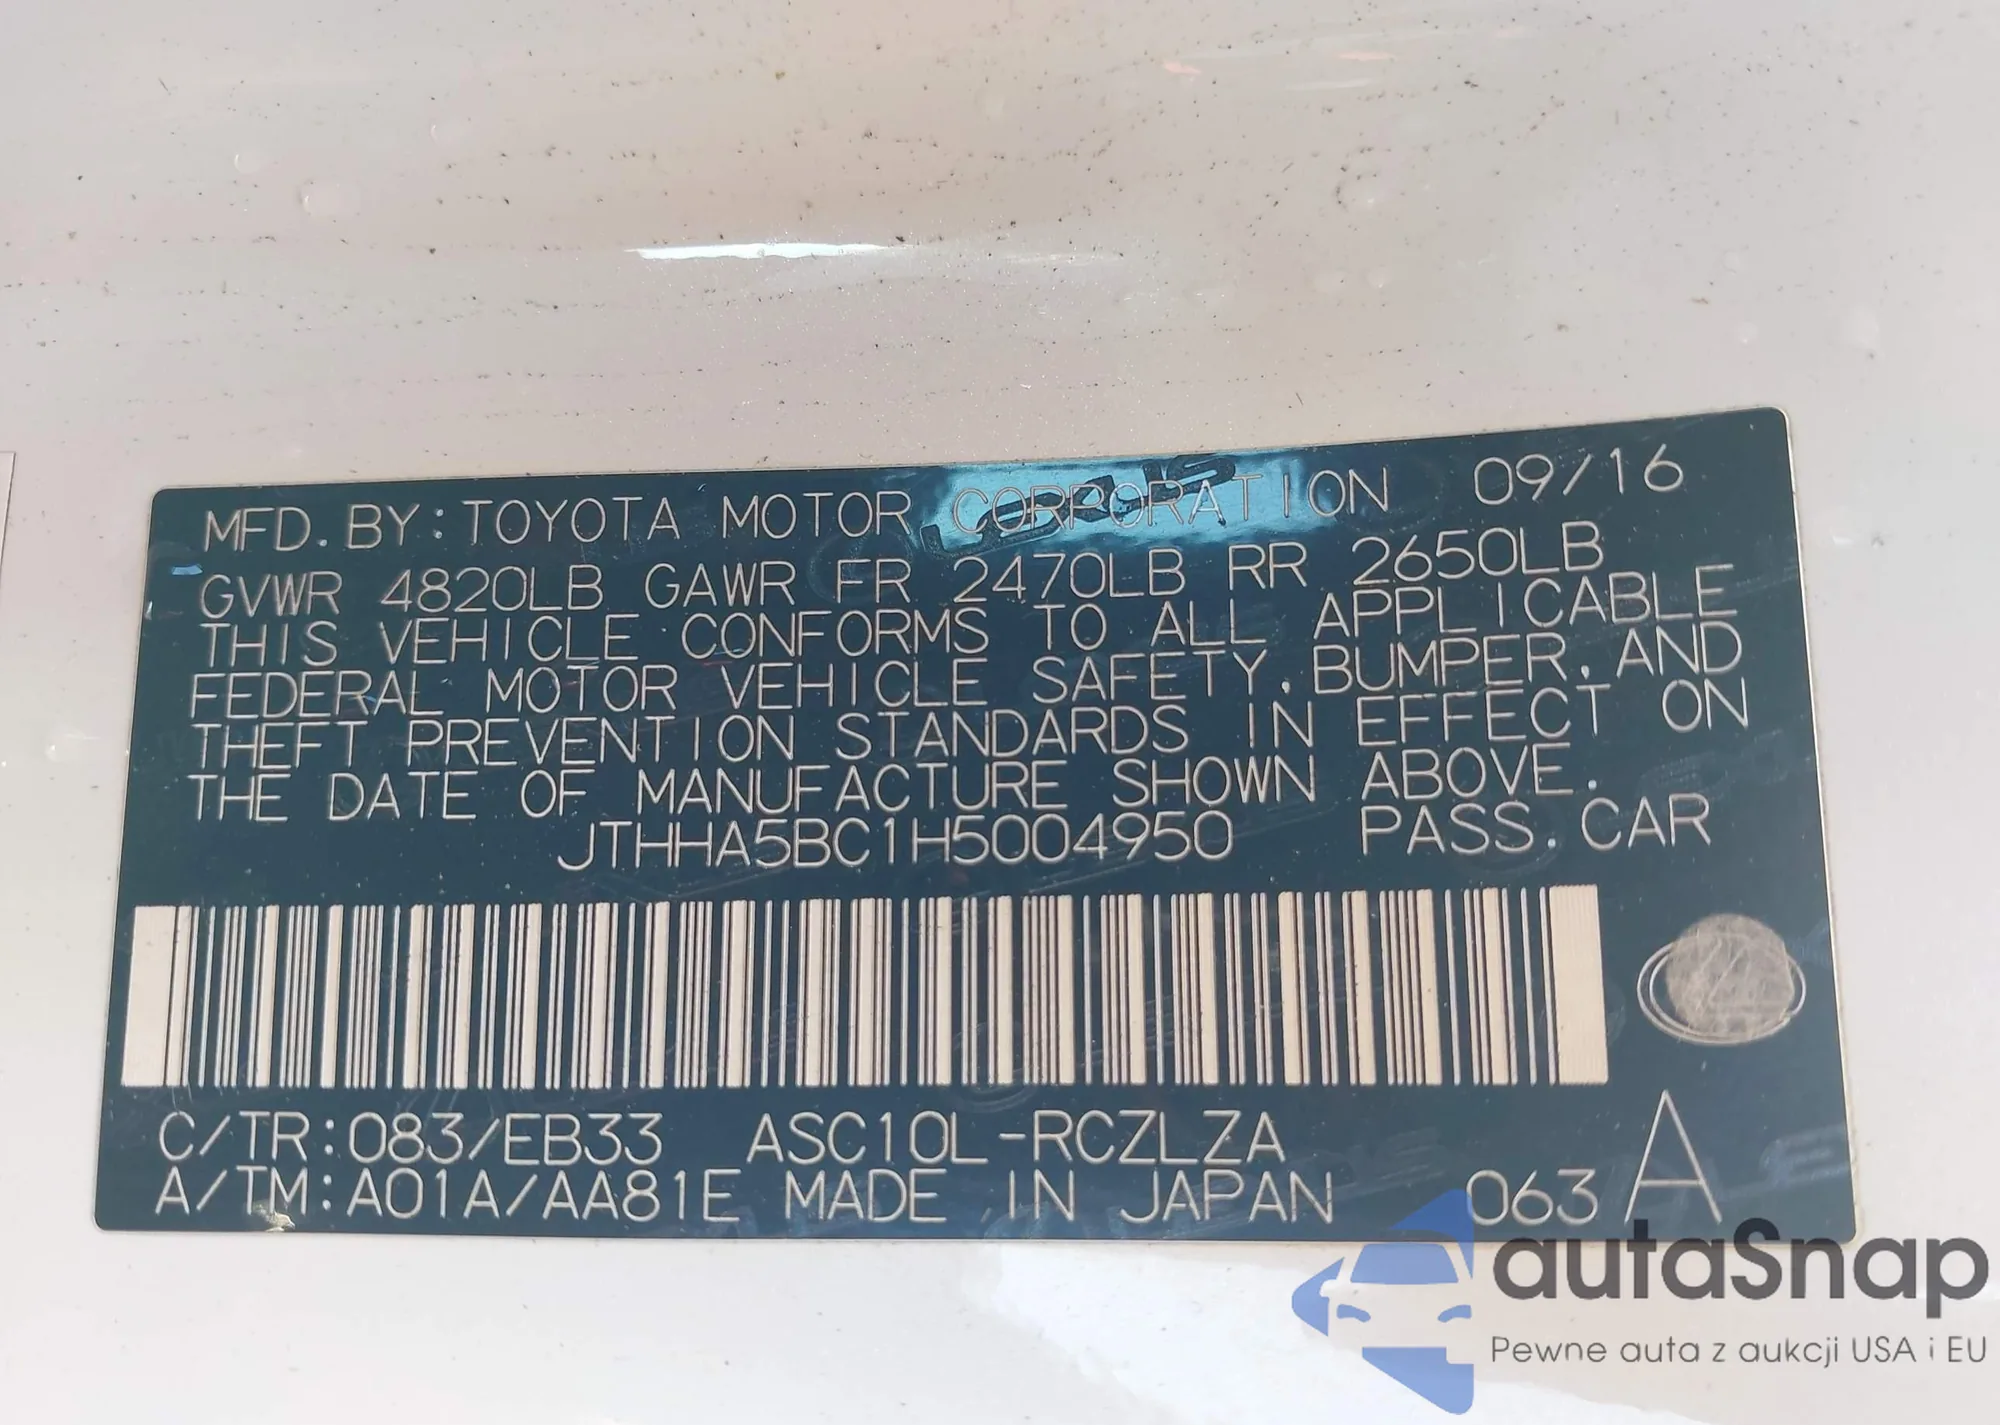 MFD. BY: TOYOTA MOTOR CORPORATION 09/16
GVWR 4820LB GAWR FR 2470LB RR 2650LB
THIS VEHICLE CONFORMS TO ALL APPLICABLE
FEDERAL MOTOR VEHICLE SAFETY, BUMPER, AND
THEFT PREVENTION STANDARDS IN EFFECT ON
THE DATE OF MANUFACTURE SHOWN ABOVE.
JTHHA5BC1H5004950 PASS. CAR
C/TR: 083/EB33 ASC10L-RCZLZA
A/TM: A01A/AA81E MADE IN JAPAN 063 A
autaSnap
Pewne auta z aukcji USA i EU